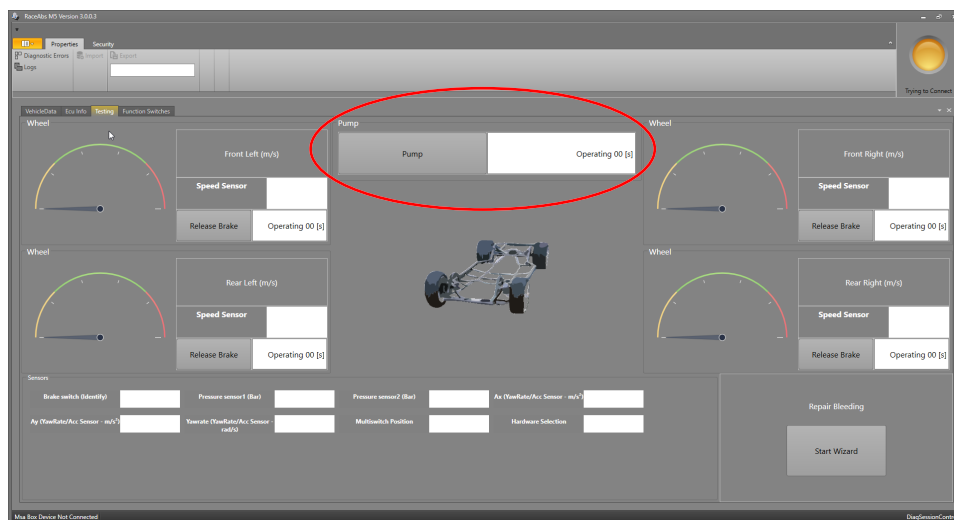 RaceAbs M5 Version 3.0.0.3
Properties Security
Diagnostic Errors Import Export
Logs
Trying to Connect
VehicleData Ecu Info Testing Function Switches
Wheel
Front Left (m/s)
Speed Sensor
Release Brake Operating 00 [s]
Pump
Pump Operating 00 [s]
Wheel
Front Right (m/s)
Speed Sensor
Release Brake Operating 00 [s]
Wheel
Rear Left (m/s)
Speed Sensor
Release Brake Operating 00 [s]
Rear Right (m/s)
Speed Sensor
Release Brake Operating 00 [s]
Wheel
Sensors
Brake switch (Identify) Pressure sensor1 (Bar) Pressure sensor2 (Bar) Ax (YawRate/Acc Sensor - m/s²)
Ay (YawRate/Acc Sensor - m/s²) Yawrate (YawRate/Acc Sensor - rad/s) Multiswitch Position Hardware Selection
Repair Bleeding
Start Wizard
Msa Box Device Not Connected
DiagSessionContr